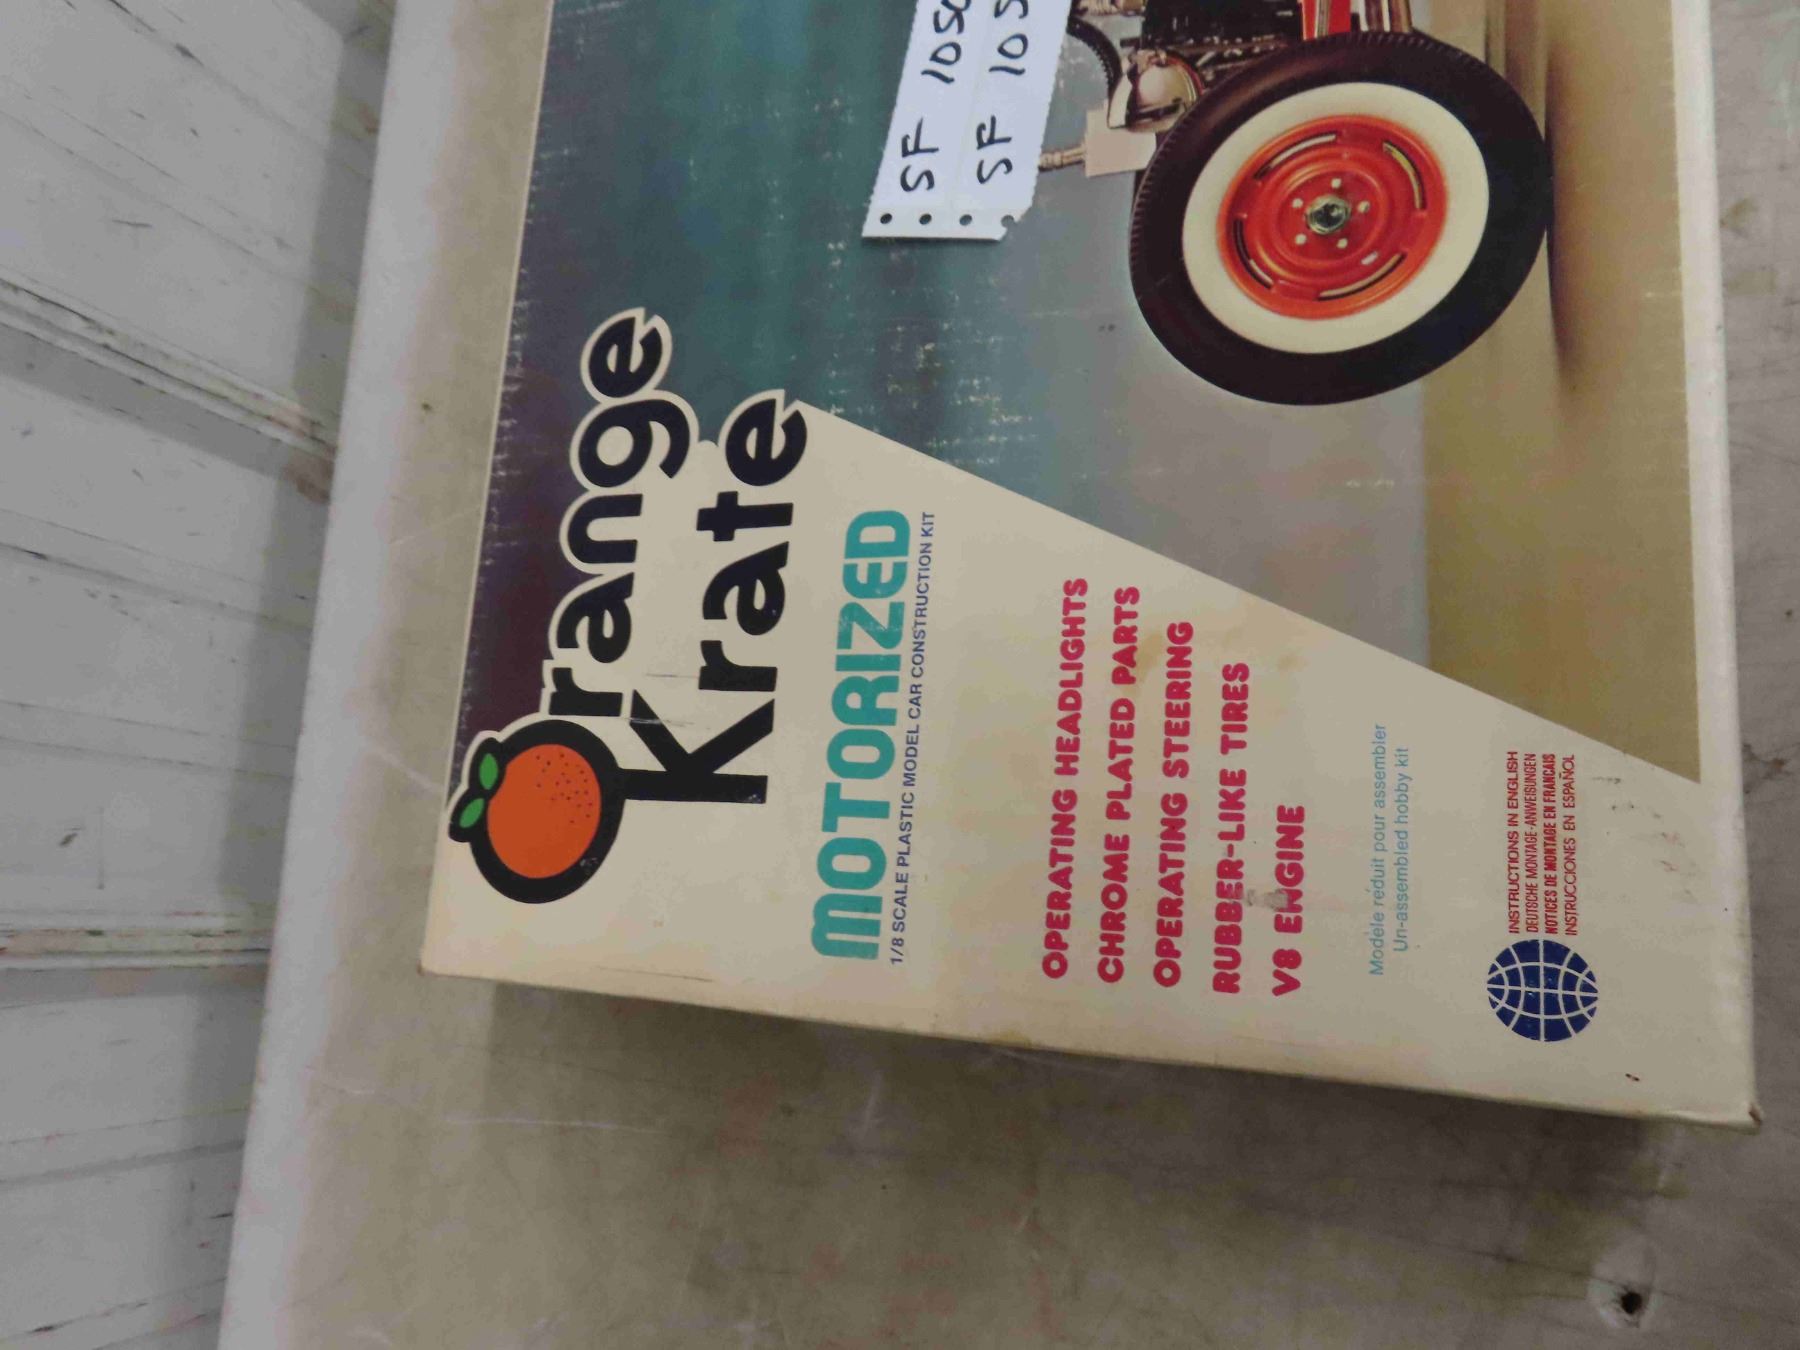 Orange
Krate
MOTORIZED
1/8 SCALE PLASTIC MODEL CAR CONSTRUCTION KIT
OPERATING HEADLIGHTS
CHROME PLATED PARTS
OPERATING STEERING
RUBBER-LIKE TIRES
V8 ENGINE
Modèle réduit pour assembler
Un-assembled hobby kit
INSTRUCTIONS IN ENGLISH
DEUTSCHE MONTAGE-ANWEISUNGEN
NOTICES DE MONTAGE EN FRANCAIS
INSTRUCCIONES EN ESPAÑOL
SF 105
SF 105